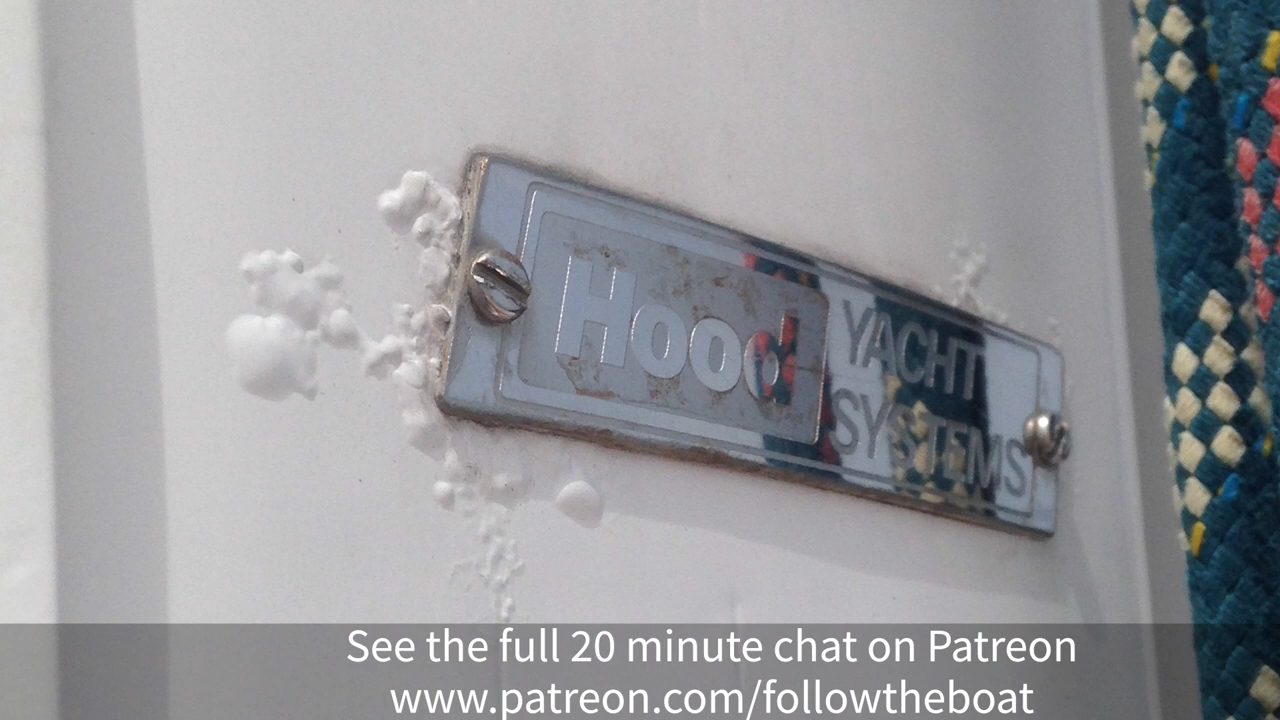 Hood
YACHT
SYSTEMS
See the full 20 minute chat on Patreon
www.patreon.com/followtheboat